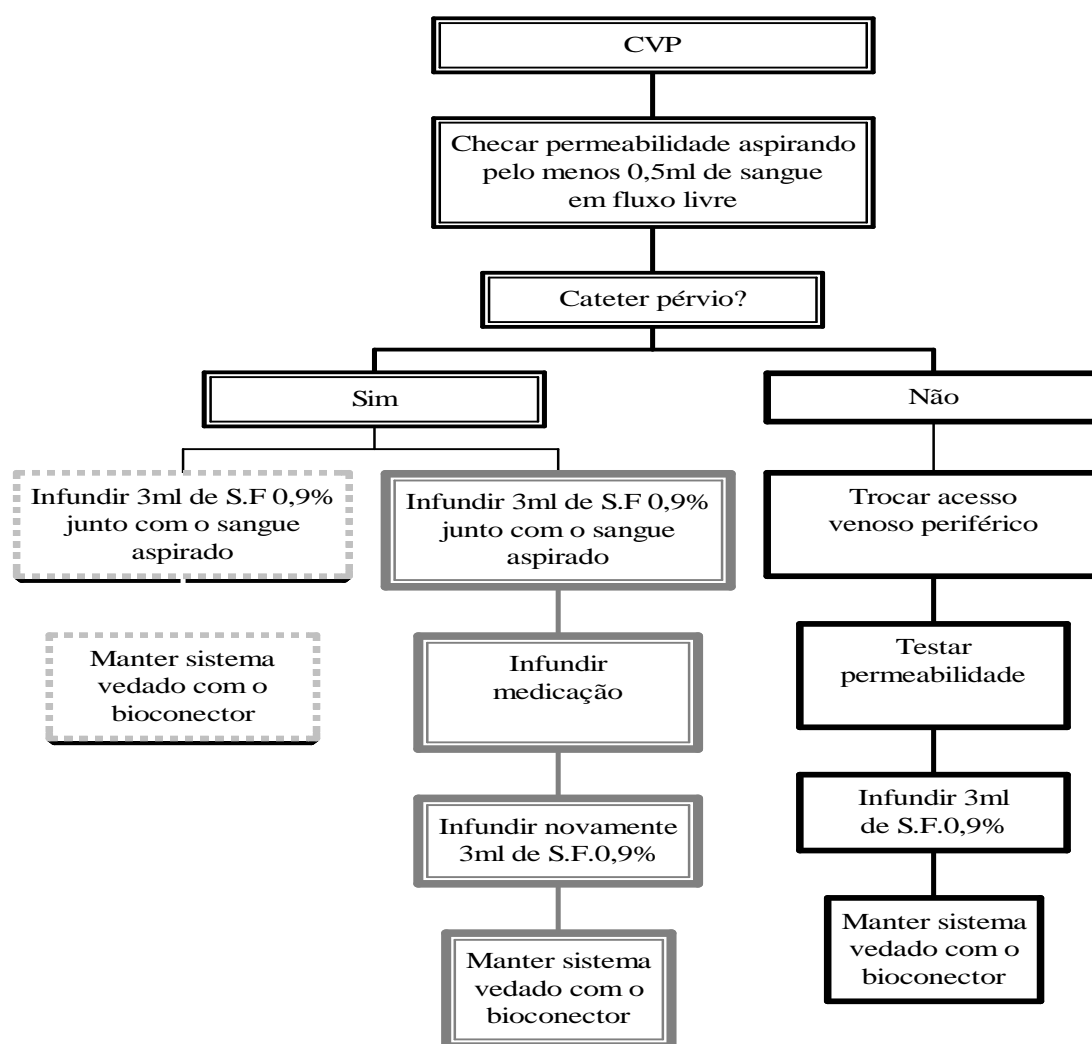 CVP
Checar permeabilidade aspirando
pelo menos 0,5ml de sangue
em fluxo livre
Cateter pérvio?
Sim
Não
Infundir 3ml de S.F 0,9%
junto com o sangue
aspirado
Manter sistema
vedado com o
bioconector
Infundir 3ml de S.F 0,9%
junto com o sangue
aspirado
Infundir
medicação
Infundir novamente
3ml de S.F.0,9%
Manter sistema
vedado com o
bioconector
Trocar acesso
venoso periférico
Testar
permeabilidade
Infundir 3ml
de S.F.0,9%
Manter sistema
vedado com o
bioconector